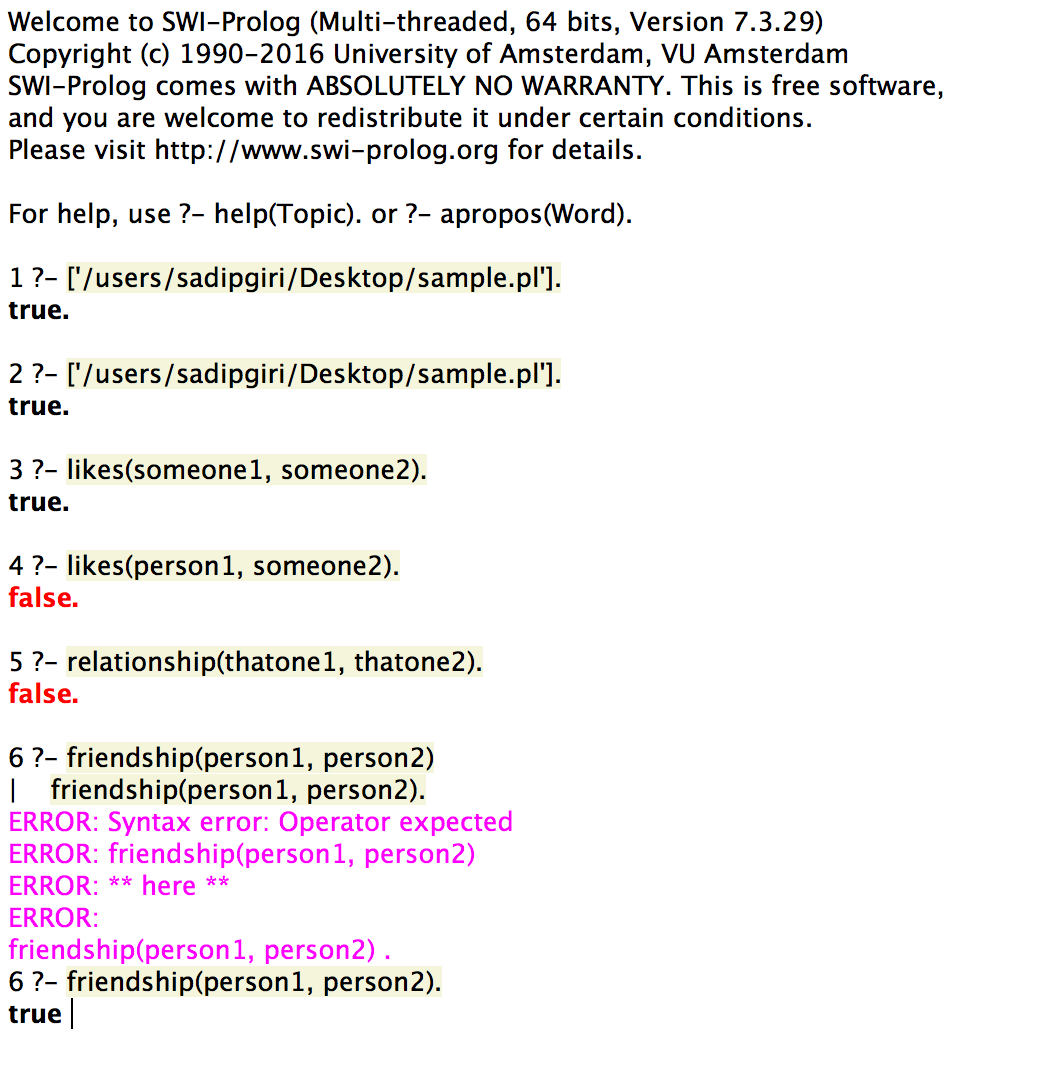 Welcome to SWI-Prolog (Multi-threaded, 64 bits, Version 7.3.29)
Copyright (c) 1990-2016 University of Amsterdam, VU Amsterdam
SWI-Prolog comes with ABSOLUTELY NO WARRANTY. This is free software,
and you are welcome to redistribute it under certain conditions.
Please visit http://www.swi-prolog.org for details.

For help, use ?- help(Topic). or ?- apropos(Word).

1 ?- ['/users/sadipgiri/Desktop/sample.pl'].
true.

2 ?- ['/users/sadipgiri/Desktop/sample.pl'].
true.

3 ?- likes(someone1, someone2).
true.

4 ?- likes(person1, someone2).
false.

5 ?- relationship(thatone1, thatone2).
false.

6 ?- friendship(person1, person2)
|    friendship(person1, person2).
ERROR: Syntax error: Operator expected
ERROR: friendship(person1, person2)
ERROR: ** here **
ERROR:
friendship(person1, person2) .
6 ?- friendship(person1, person2).
true